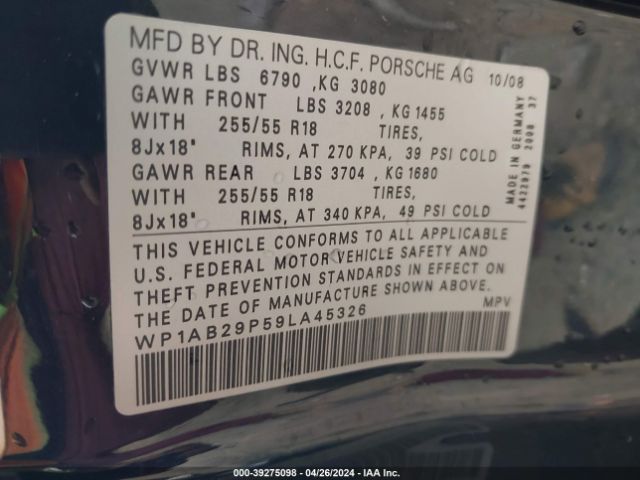 MFD BY DR. ING. H.C.F. PORSCHE AG 10/08
GVWR LBS 6790 ,KG 3080
GAWR FRONT LBS 3208 ,KG 1455
WITH 255/55 R18 TIRES,
8Jx18" RIMS, AT 270 KPA, 39 PSI COLD
GAWR REAR LBS 3704 ,KG 1680
WITH 255/55 R18 TIRES,
8Jx18" RIMS, AT 340 KPA, 49 PSI COLD
THIS VEHICLE CONFORMS TO ALL APPLICABLE
U.S. FEDERAL MOTOR VEHICLE SAFETY AND
THEFT PREVENTION STANDARDS IN EFFECT ON
THE DATE OF MANUFACTURE SHOWN ABOVE.
WP1AB29P59LA45326 MPV
MADE IN GERMANY
4422979 2008 37
000-39275098 - 04/26/2024 - IAA Inc.